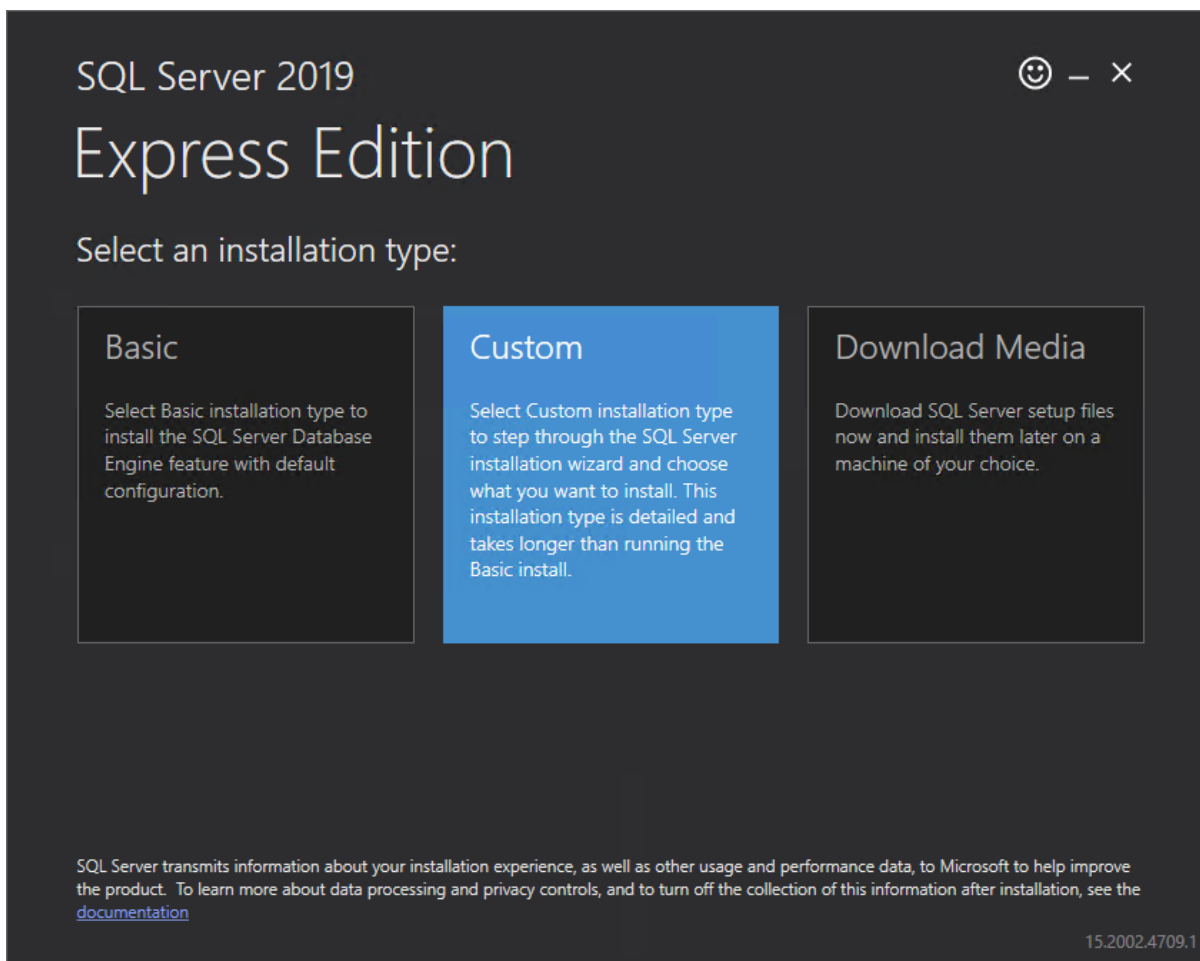 SQL Server 2019
Express Edition
Select an installation type:
Basic
Select Basic installation type to
install the SQL Server Database
Engine feature with default
configuration.
Custom
Select Custom installation type
to step through the SQL Server
installation wizard and choose
what you want to install. This
installation type is detailed and
takes longer than running the
Basic install.
Download Media
Download SQL Server setup files
now and install them later on a
machine of your choice.
SQL Server transmits information about your installation experience, as well as other usage and performance data, to Microsoft to help improve
the product.  To learn more about data processing and privacy controls, and to turn off the collection of this information after installation, see the
documentation
15.2002.4709.1